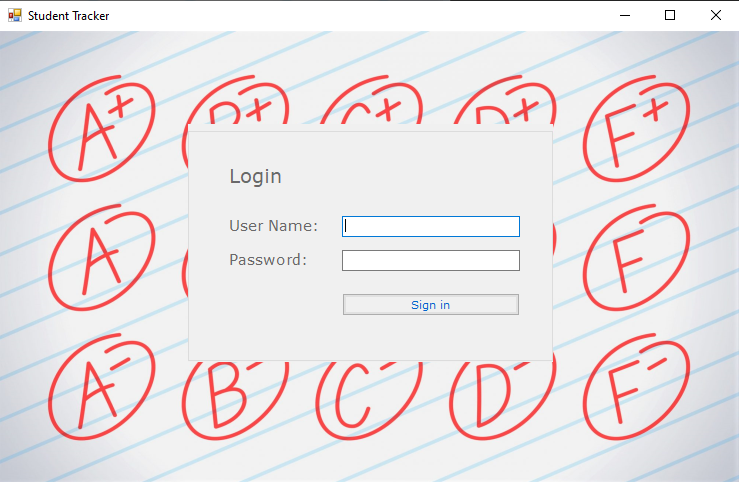 Student Tracker
A+ B+ C+ D+ F+
Login
User Name:
A F
Password:
Sign in
A- B- C- D- F-